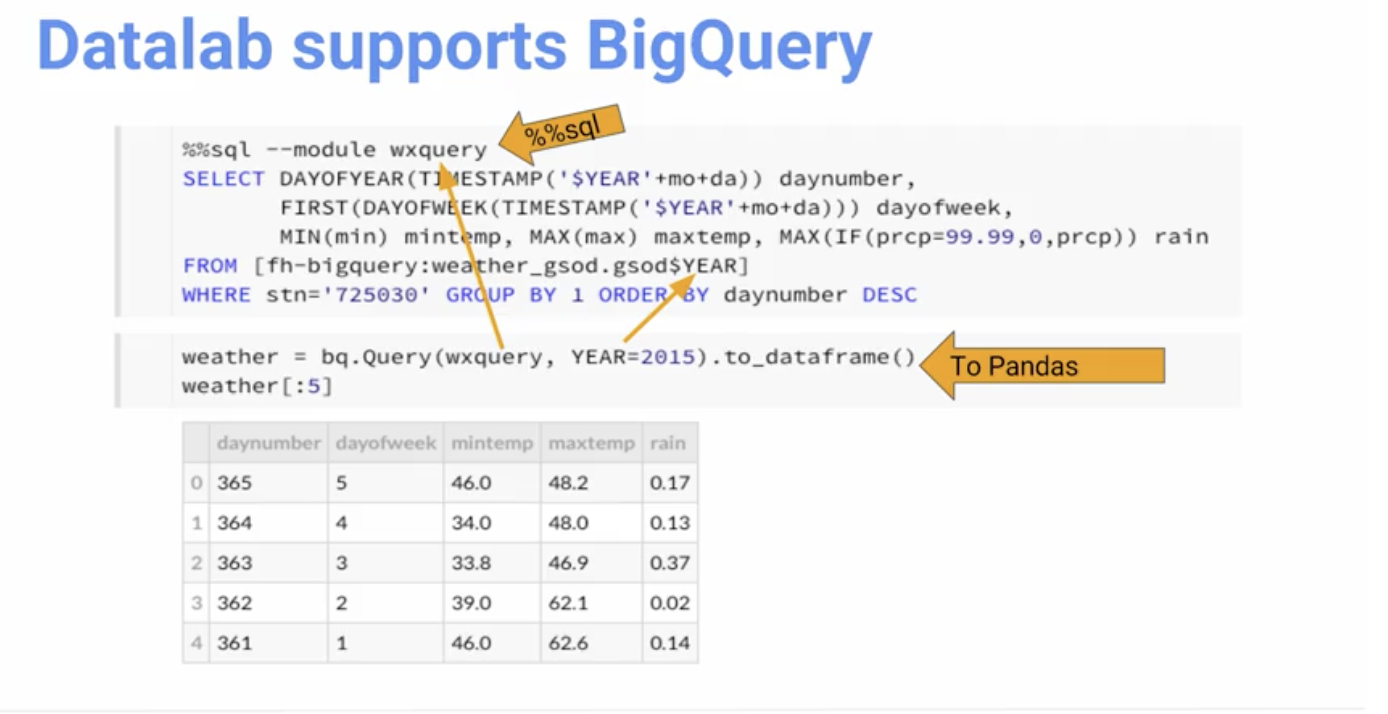 Datalab supports BigQuery
%%sql
%%sql --module wxquery
SELECT DAYOFYEAR(TIMESTAMP('$YEAR'+mo+da)) daynumber,
FIRST(DAYOFWEEK(TIMESTAMP('$YEAR'+mo+da))) dayofweek,
MIN(min) mintemp, MAX(max) maxtemp, MAX(IF(prcp=99.99,0,prcp)) rain
FROM [fh-bigquery:weather_gsod.gsod$YEAR]
WHERE stn='725030' GROUP BY 1 ORDER BY daynumber DESC
weather = bq.Query(wxquery, YEAR=2015).to_dataframe()
To Pandas
weather[:5]
daynumber dayofweek mintemp maxtemp rain
0 365 5 46.0 48.2 0.17
1 364 4 34.0 48.0 0.13
2 363 3 33.8 46.9 0.37
3 362 2 39.0 62.1 0.02
4 361 1 46.0 62.6 0.14